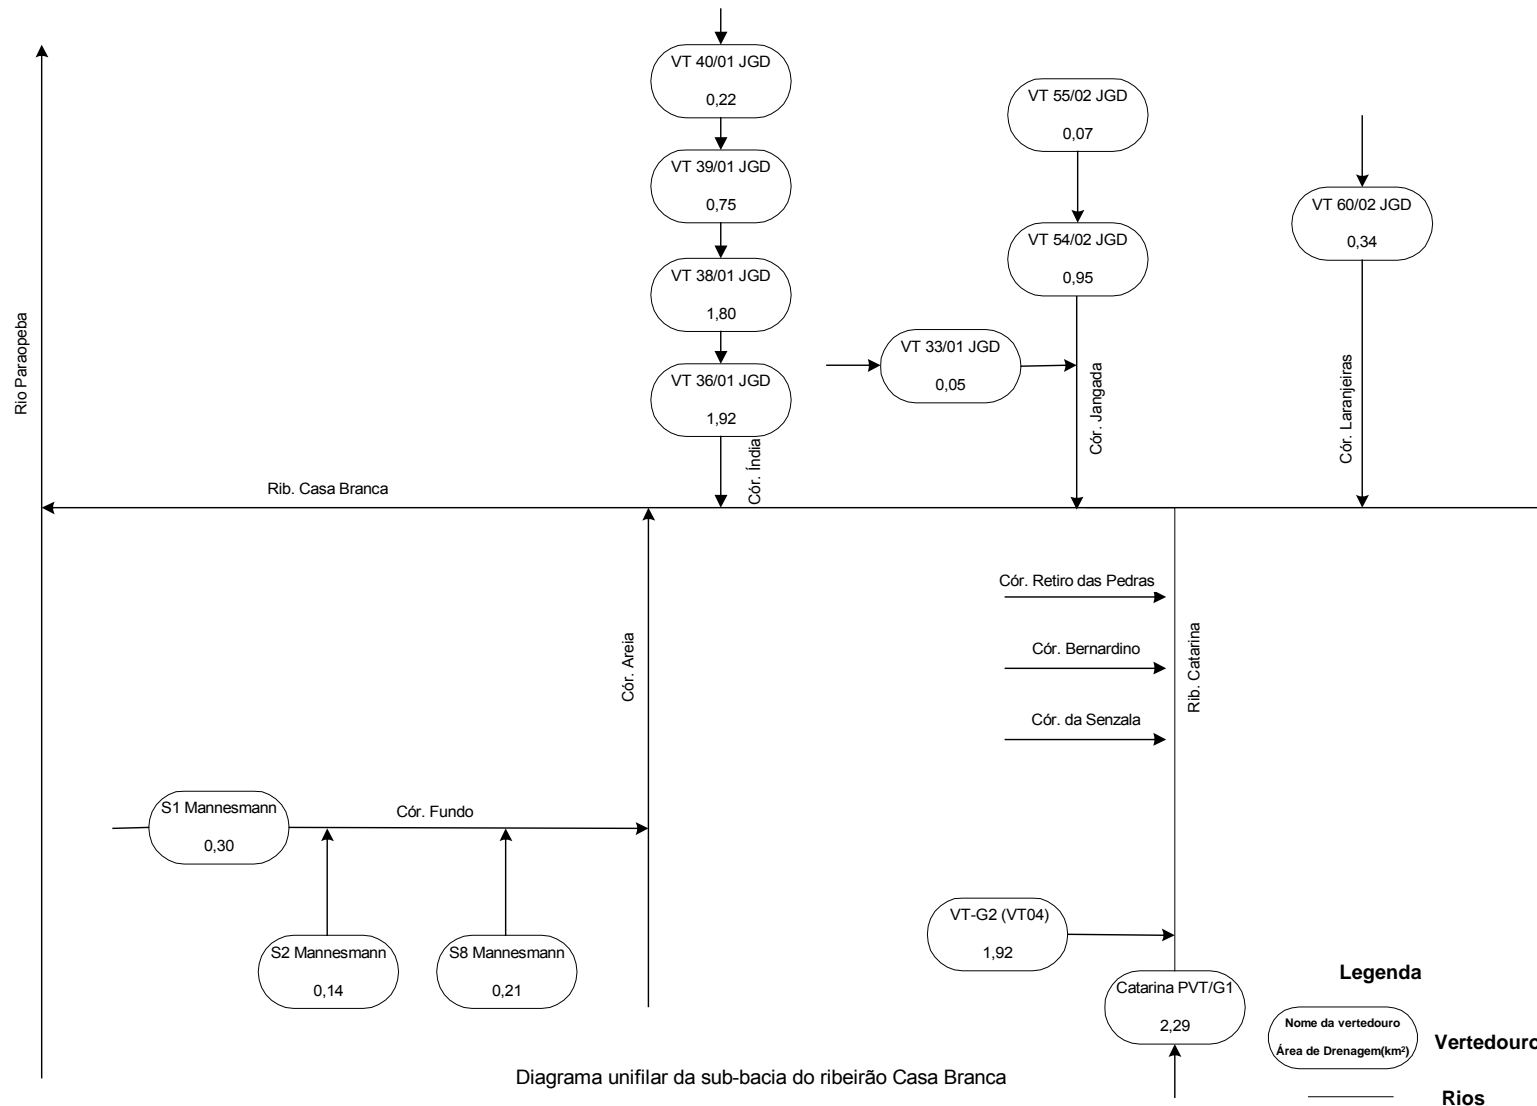 VT 40/01 JGD
0,22
VT 39/01 JGD
0,75
VT 38/01 JGD
1,80
VT 36/01 JGD
1,92
VT 55/02 JGD
0,07
VT 54/02 JGD
0,95
VT 33/01 JGD
0,05
VT 60/02 JGD
0,34
Rio Paraopeba
Rib. Casa Branca
Cór. Índia
Cór. Jangada
Cór. Laranjeiras
Cór. Areia
Cór. Retiro das Pedras
Cór. Bernardino
Cór. da Senzala
Rib. Catarina
S1 Mannesmann
0,30
Cór. Fundo
S2 Mannesmann
0,14
S8 Mannesmann
0,21
VT-G2 (VT04)
1,92
Catarina PVT/G1
2,29
Legenda
Nome da vertedouro
Área de Drenagem(km²)
Vertedouro
Rios
Diagrama unifilar da sub-bacia do ribeirão Casa Branca